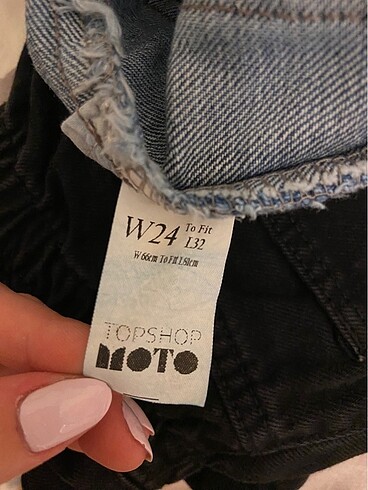 W24 To Fit
L32
W 66cm To Fit L 81cm
TOPSHOP
MOTO